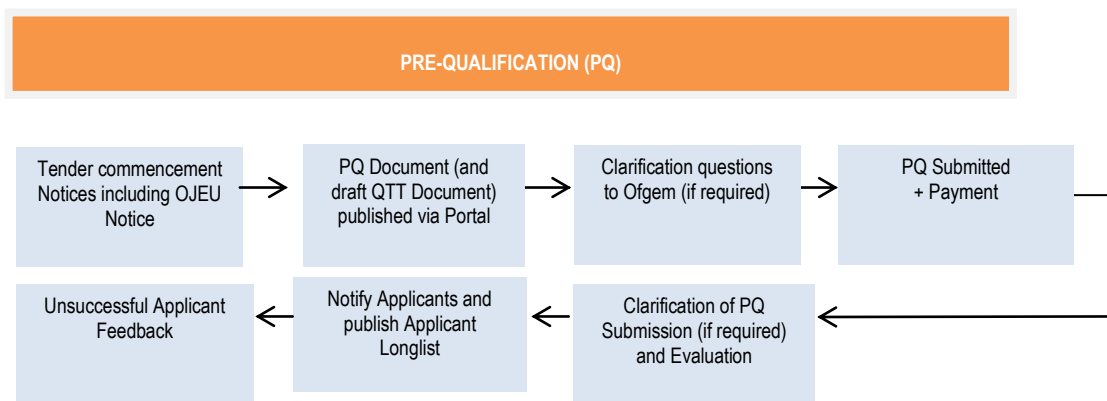 PRE-QUALIFICATION (PQ)
Tender commencement
Notices including OJEU
Notice
PQ Document (and
draft QTT Document)
published via Portal
Clarification questions
to Ofgem (if required)
PQ Submitted
+ Payment
Clarification of PQ
Submission (if required)
and Evaluation
Notify Applicants and
publish Applicant
Longlist
Unsuccessful Applicant
Feedback